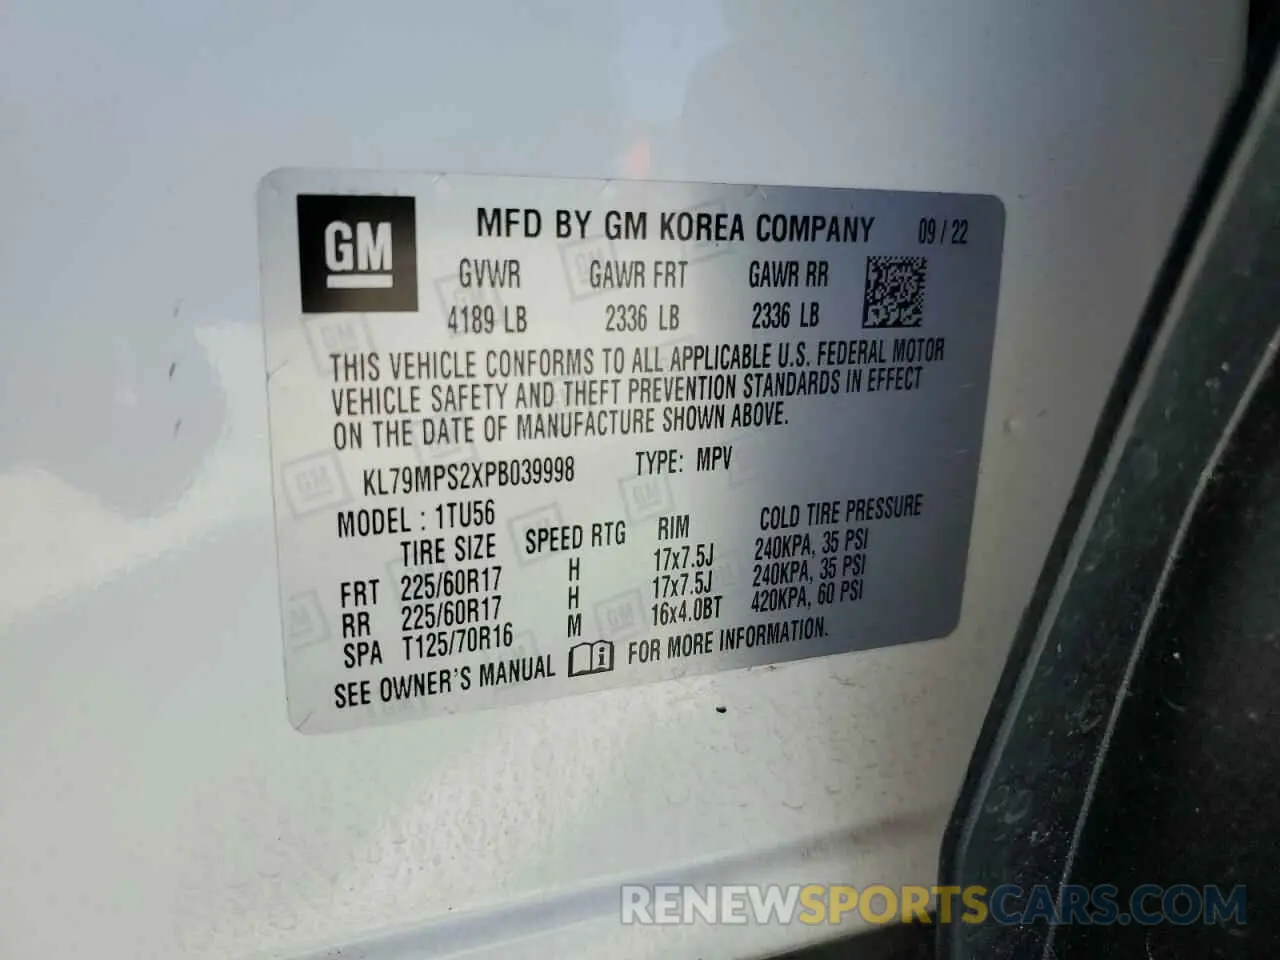 GM
MFD BY GM KOREA COMPANY 09 / 22
GVWR GAWR FRT GAWR RR
4189 LB 2336 LB 2336 LB
THIS VEHICLE CONFORMS TO ALL APPLICABLE U.S. FEDERAL MOTOR
VEHICLE SAFETY AND THEFT PREVENTION STANDARDS IN EFFECT
ON THE DATE OF MANUFACTURE SHOWN ABOVE.
KL79MPS2XPB039998 TYPE: MPV
MODEL : 1TU56
TIRE SIZE SPEED RTG RIM COLD TIRE PRESSURE
FRT 225/60R17 H 17x7.5J 240KPA, 35 PSI
RR 225/60R17 H 17x7.5J 240KPA, 35 PSI
SPA T125/70R16 M 16x4.0BT 420KPA, 60 PSI
SEE OWNER'S MANUAL i FOR MORE INFORMATION.
RENEWSPORTSCARS.COM